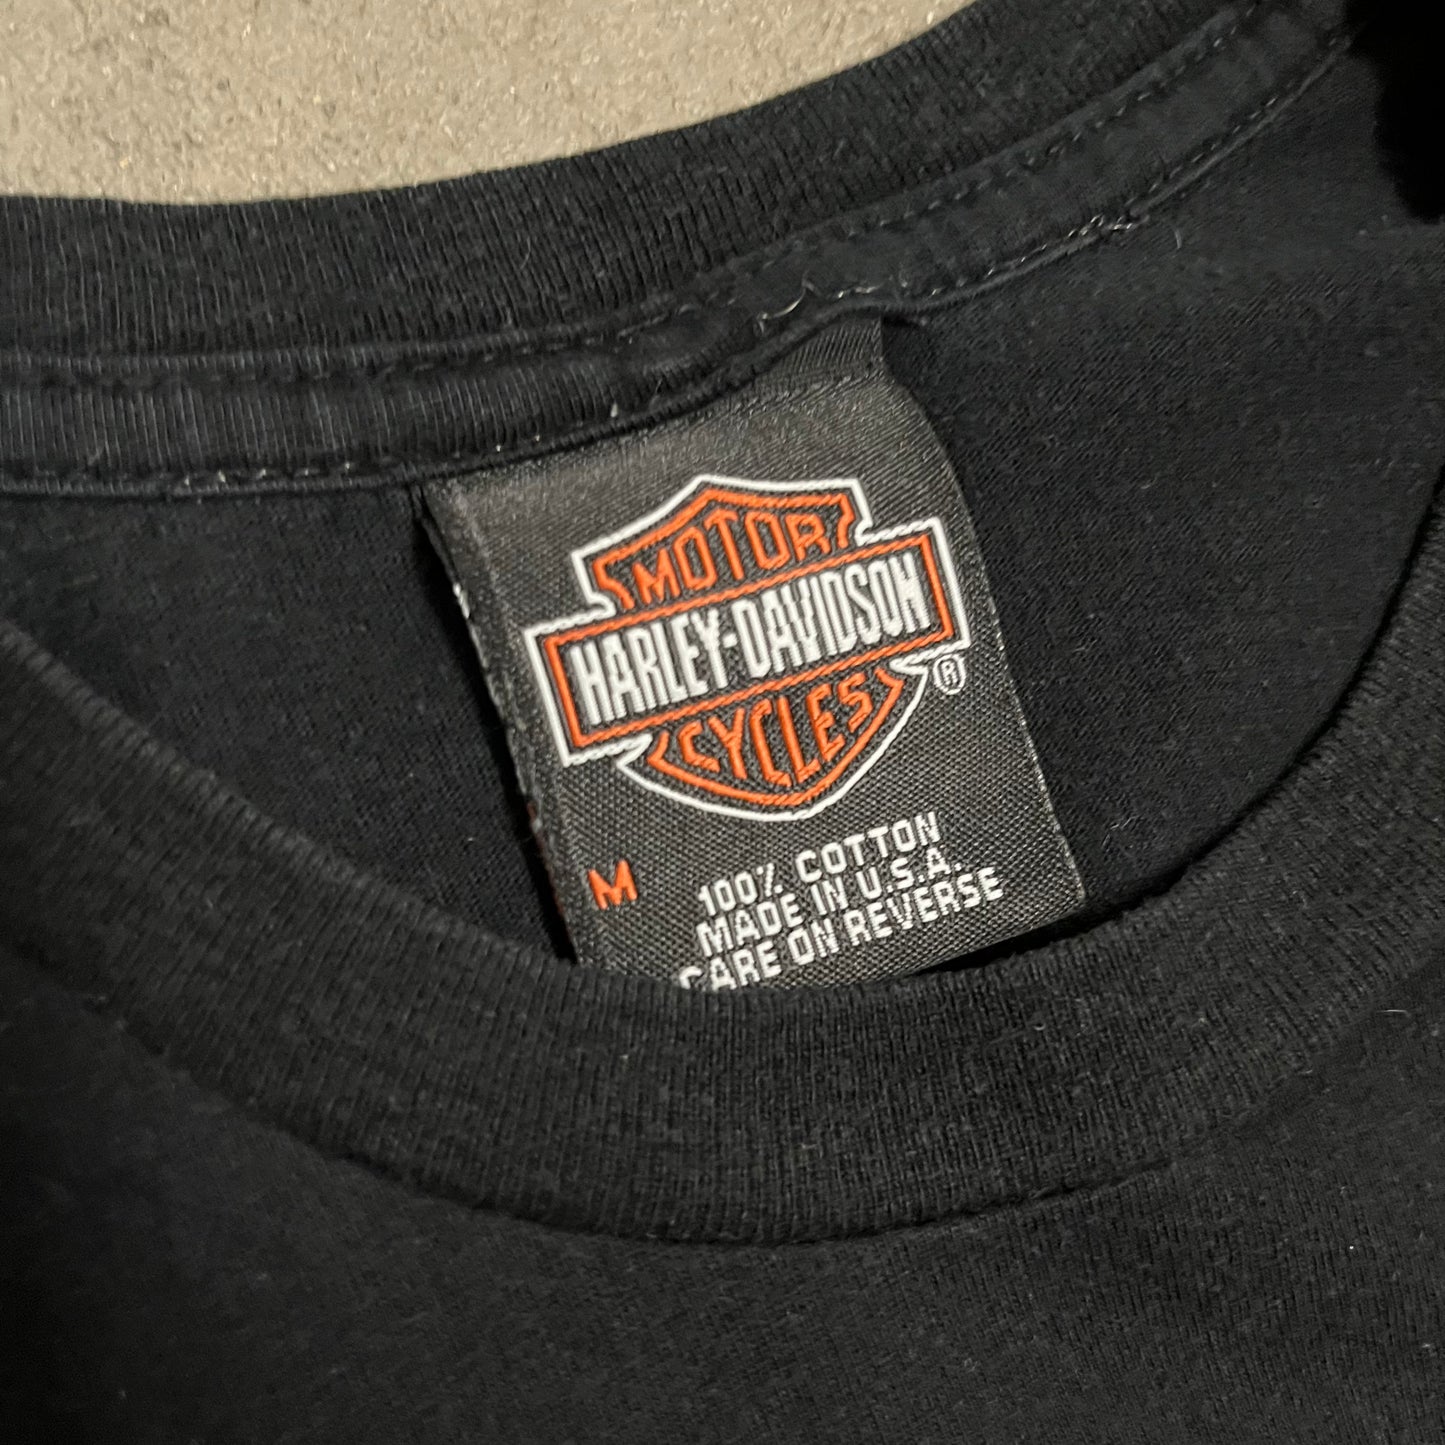 MOTOR
HARLEY-DAVIDSON
CYCLES
®
M
100% COTTON
MADE IN U.S.A.
CARE ON REVERSE